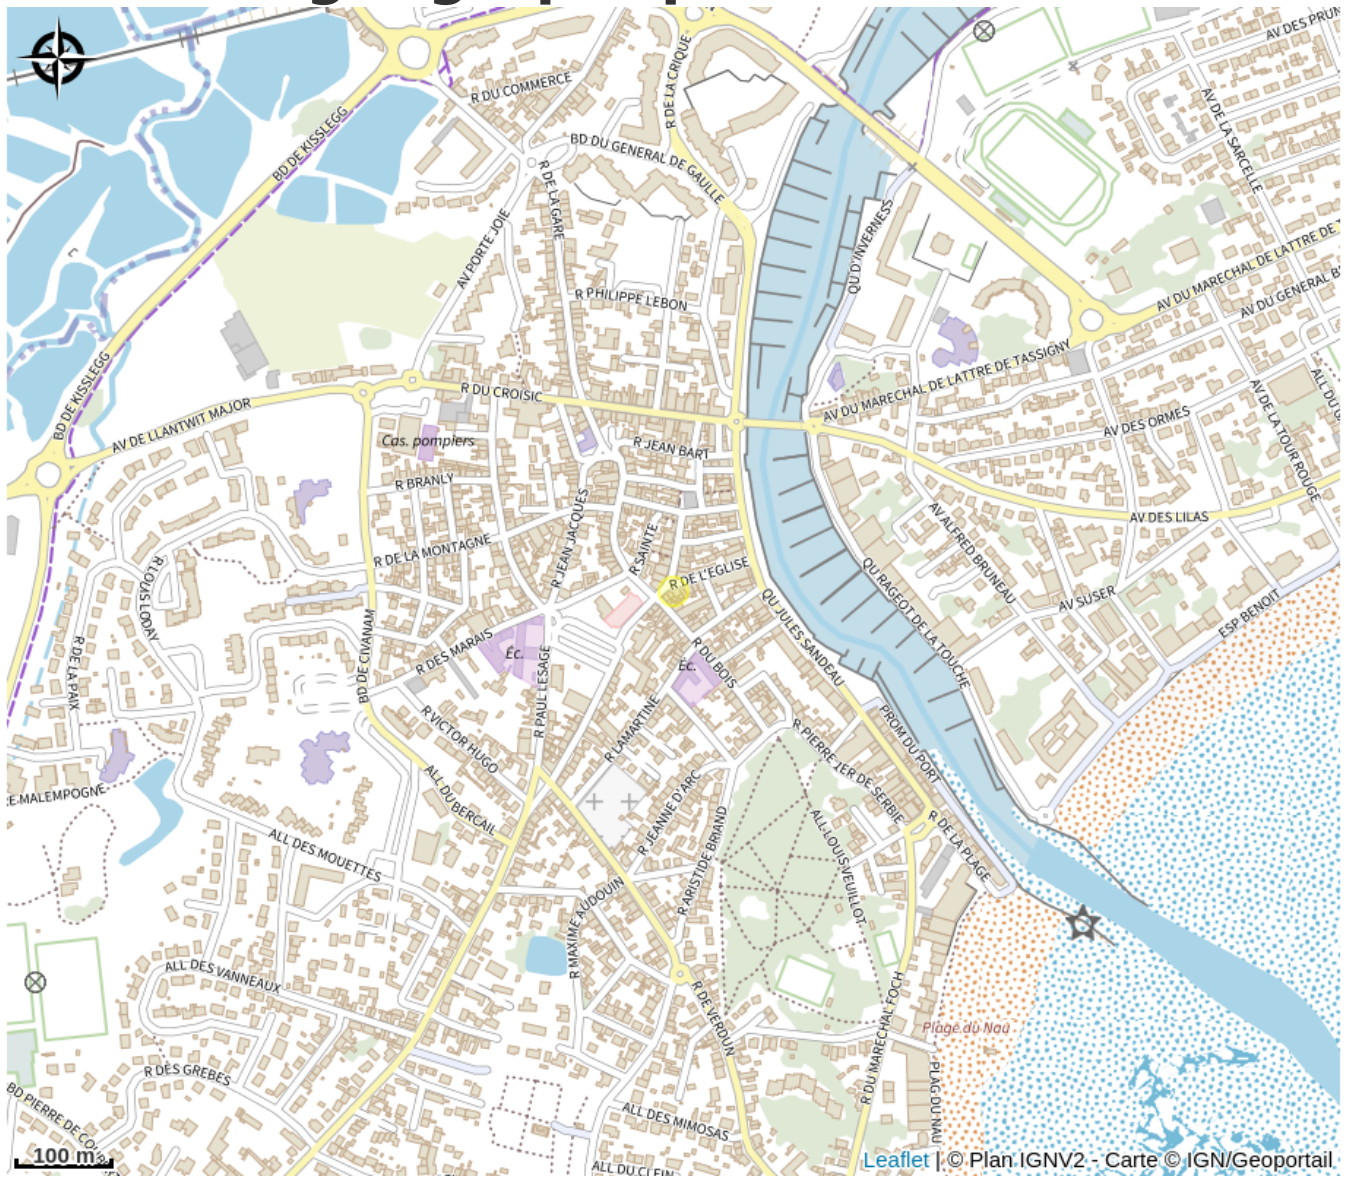 AV DES PRUN
R DU COMMERCE
R DE LA CRIQUE
BD DE KISSLEGG
BD DU GENERAL DE GAULLE
AV DE LA SARCELLE
R DE LA GARE
AV PORTE JOIE
QU D'INVERNESS
AV DU MARECHAL DE LATTRE DE T
AV DU GENERAL B
R PHILIPPE LEBON
BD DE KISSLEGG
AV DU MARECHAL DE LATTRE DE TASSIGNY
R DU CROISIC
AV DE LLANTWIT MAJOR
AV DES ORMES
AV DE LA TOUR ROUGE
Cas. pompiers
R JEAN BART
R BRANLY
R JEAN JACQUES
AV DES LILAS
R SAINTE
R DE LA MONTAGNE
AV ALFRED BRUNEAU
R DE L'EGLISE
R LOUIS LODAY
QU RAGEOT DE LA TOUCHE
AV SUSER
ESP BENOIT
QU JULES SANDEAU
R DE LA PAIX
BD DE CIVANAM
R DES MARAIS
Éc.
Éc.
R DU BOIS
R PAUL LESAGE
R VICTOR HUGO
R LAMARTINE
PROM DU PORT
R PIERRE 1ER DE SERBIE
E-MALEMPOGNE
ALL DU BERCAIL
R JEANNE D'ARC
R ARISTIDE BRIAND
ALL LOUIS VEUILLOT
R DE LA PLAGE
ALL DES MOUETTES
R MAXIME AUDOUIN
ALL DES VANNEAUX
R DE VERDUN
R DU MARECHAL FOCH
Plage du Nau
R DES GREBES
PLAG DU NAU
ALL DES MIMOSAS
100 m
ALL DU CLEIN
Leaflet | © Plan IGNV2 - Carte © IGN/Geoportail